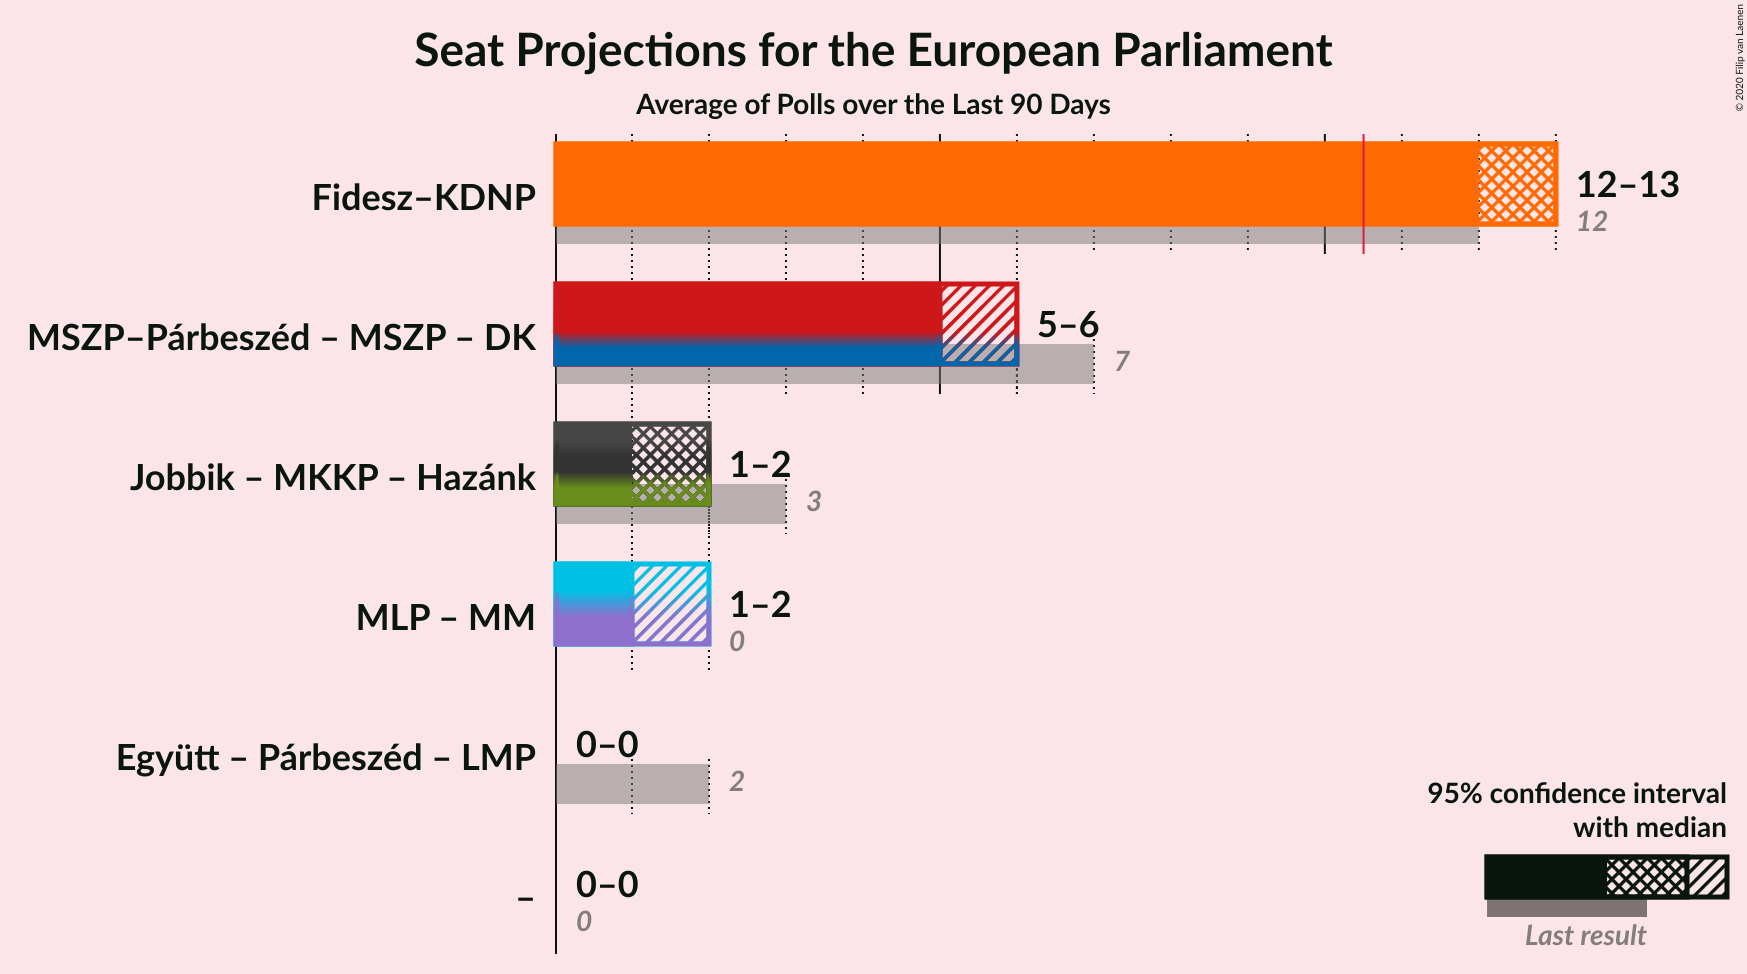 Seat Projections for the European Parliament
Average of Polls over the Last 90 Days
© 2020 Filip van Laenen
Fidesz–KDNP
12–13
12
MSZP–Párbeszéd – MSZP – DK
5–6
7
Jobbik – MKKP – Hazánk
1–2
3
MLP – MM
1–2
0
Együtt – Párbeszéd – LMP
0–0
2
–
0–0
0
95% confidence interval
with median
Last result